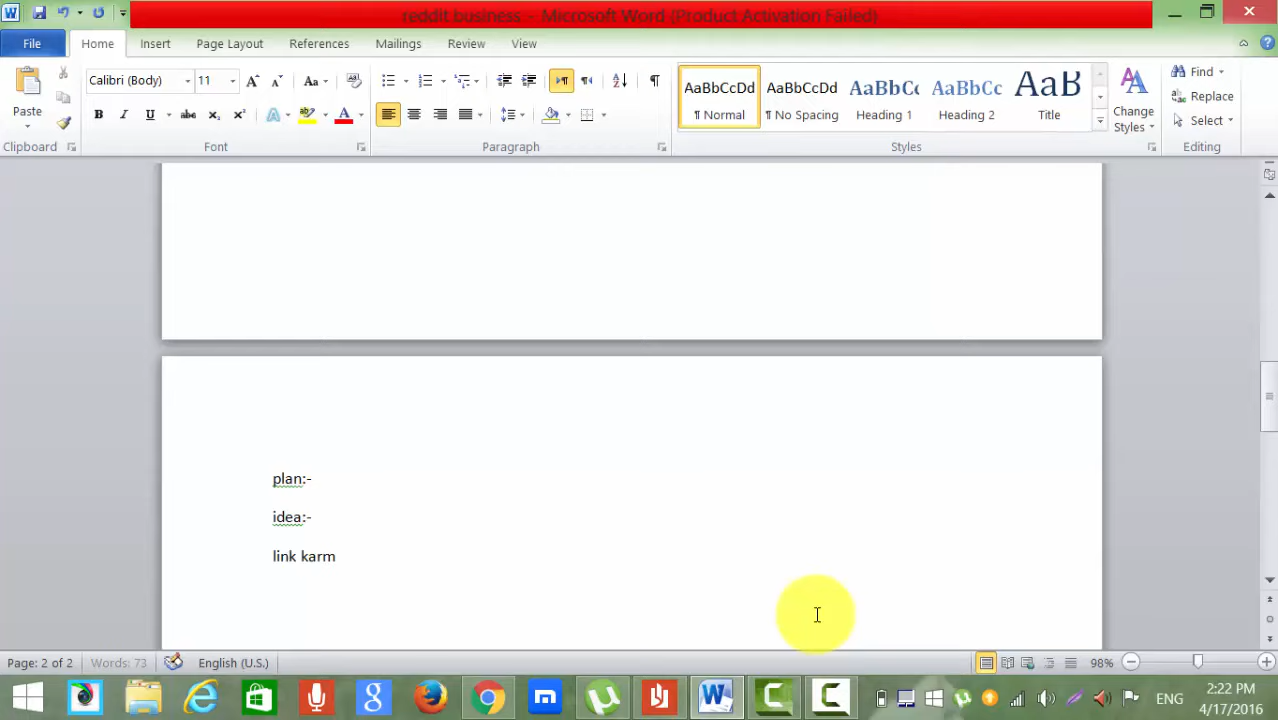 reddit business - Microsoft Word (Product Activation Failed)
File Home Insert Page Layout References Mailings Review View
Paste
Calibri (Body) 11
Clipboard Font Paragraph Styles Editing
AaBbCcDd AaBbCcDd AaBbCc AaBbCc AaB
¶ Normal ¶ No Spacing Heading 1 Heading 2 Title
Change Styles
Find
Replace
Select
plan:-
idea:-
link karm
Page: 2 of 2 Words: 73 English (U.S.) 98%
ENG 2:22 PM
4/17/2016